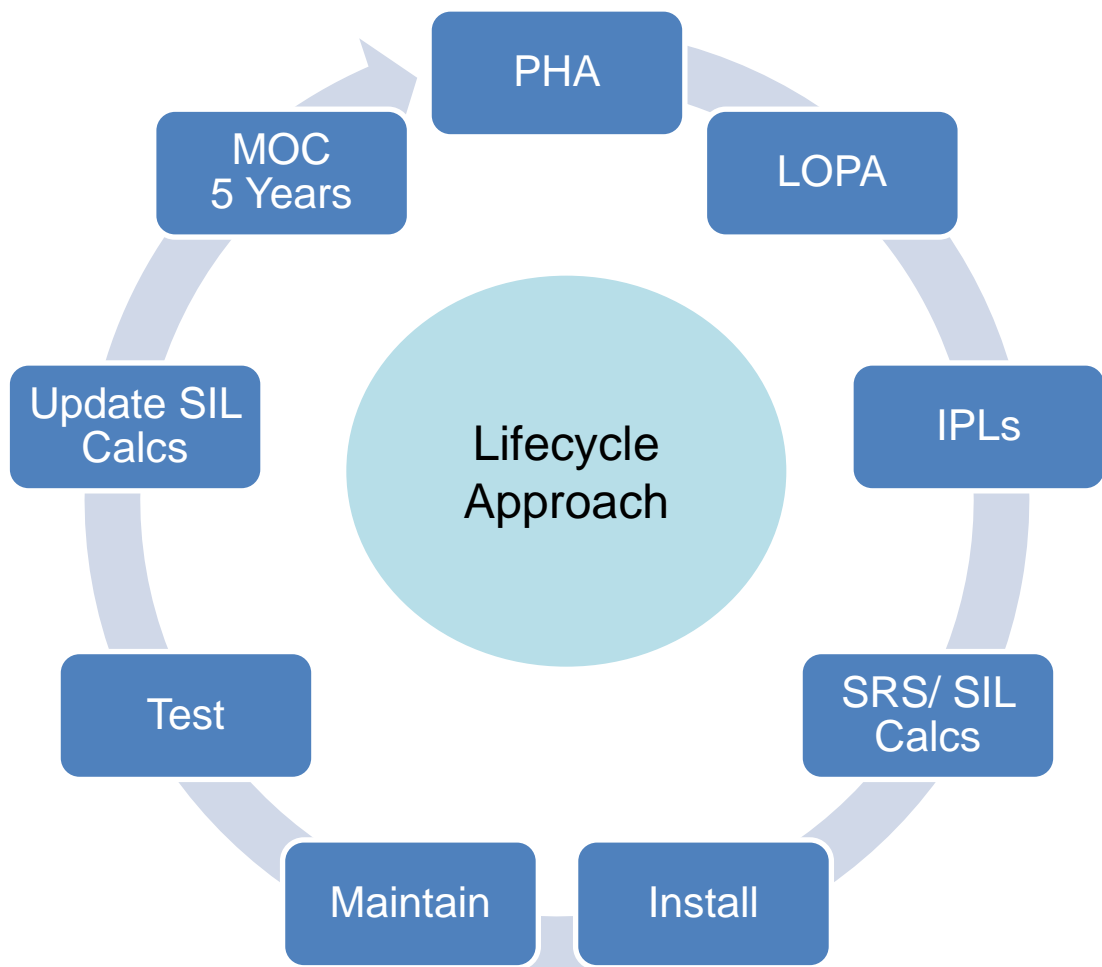 PHA
LOPA
IPLs
SRS/ SIL
Calcs
Install
Maintain
Test
Update SIL
Calcs
MOC
5 Years
Lifecycle
Approach